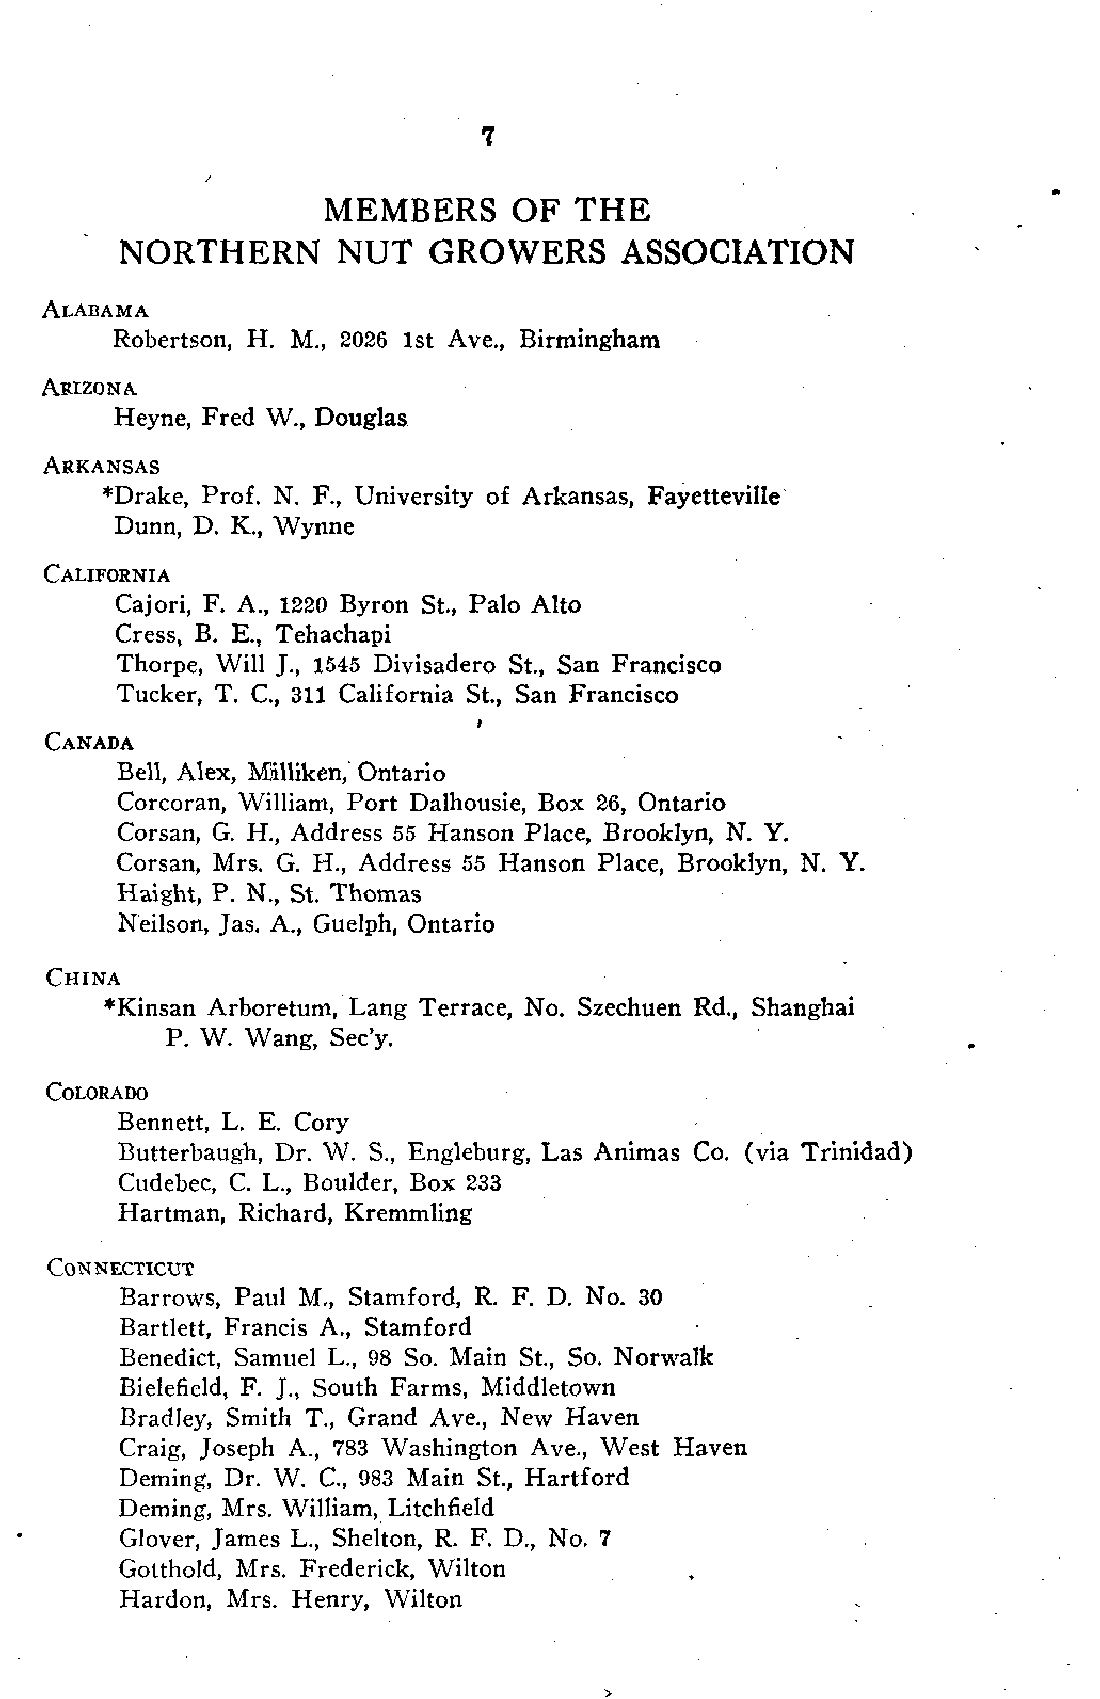 7
MEMBERS OF THE
NORTHERN NUT GROWERS ASSOCIATION
ALABAMA
Robertson, H. M., 2026 1st Ave., Birmingham
ARIZONA
Heyne, Fred W., Douglas
ARKANSAS
*Drake, Prof. N. F., University of Arkansas, Fayetteville
Dunn, D. K., Wynne
CALIFORNIA
Cajori, F. A., 1220 Byron St., Palo Alto
Cress, B. E., Tehachapi
Thorpe, Will J., 1545 Divisadero St., San Francisco
Tucker, T. C., 311 California St., San Francisco
CANADA
Bell, Alex, Milliken, Ontario
Corcoran, William, Port Dalhousie, Box 26, Ontario
Corsan, G. H., Address 55 Hanson Place, Brooklyn, N. Y.
Corsan, Mrs. G. H., Address 55 Hanson Place, Brooklyn, N. Y.
Haight, P. N., St. Thomas
Neilson, Jas. A., Guelph, Ontario
CHINA
*Kinsan Arboretum, Lang Terrace, No. Szechuen Rd., Shanghai
P. W. Wang, Sec'y.
COLORADO
Bennett, L. E. Cory
Butterbaugh, Dr. W. S., Engleburg, Las Animas Co. (via Trinidad)
Cudebec, C. L., Boulder, Box 233
Hartman, Richard, Kremmling
CONNECTICUT
Barrows, Paul M., Stamford, R. F. D. No. 30
Bartlett, Francis A., Stamford
Benedict, Samuel L., 98 So. Main St., So. Norwalk
Bielefield, F. J., South Farms, Middletown
Bradley, Smith T., Grand Ave., New Haven
Craig, Joseph A., 783 Washington Ave., West Haven
Deming, Dr. W. C., 983 Main St., Hartford
Deming, Mrs. William, Litchfield
Glover, James L., Shelton, R. F. D., No. 7
Gotthold, Mrs. Frederick, Wilton
Hardon, Mrs. Henry, Wilton